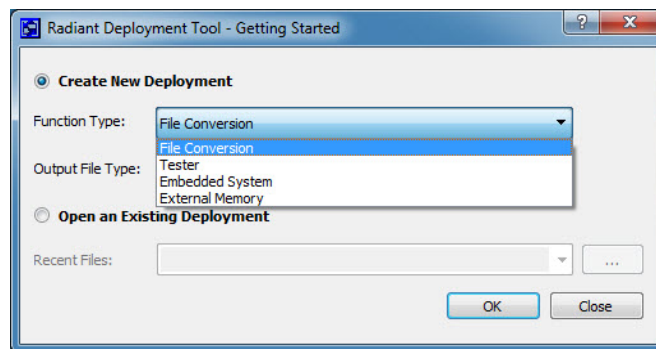 Radiant Deployment Tool - Getting Started
Create New Deployment
Function Type: File Conversion
File Conversion
Tester
Output File Type:
Embedded System
External Memory
Open an Existing Deployment
Recent Files: ...
OK Close